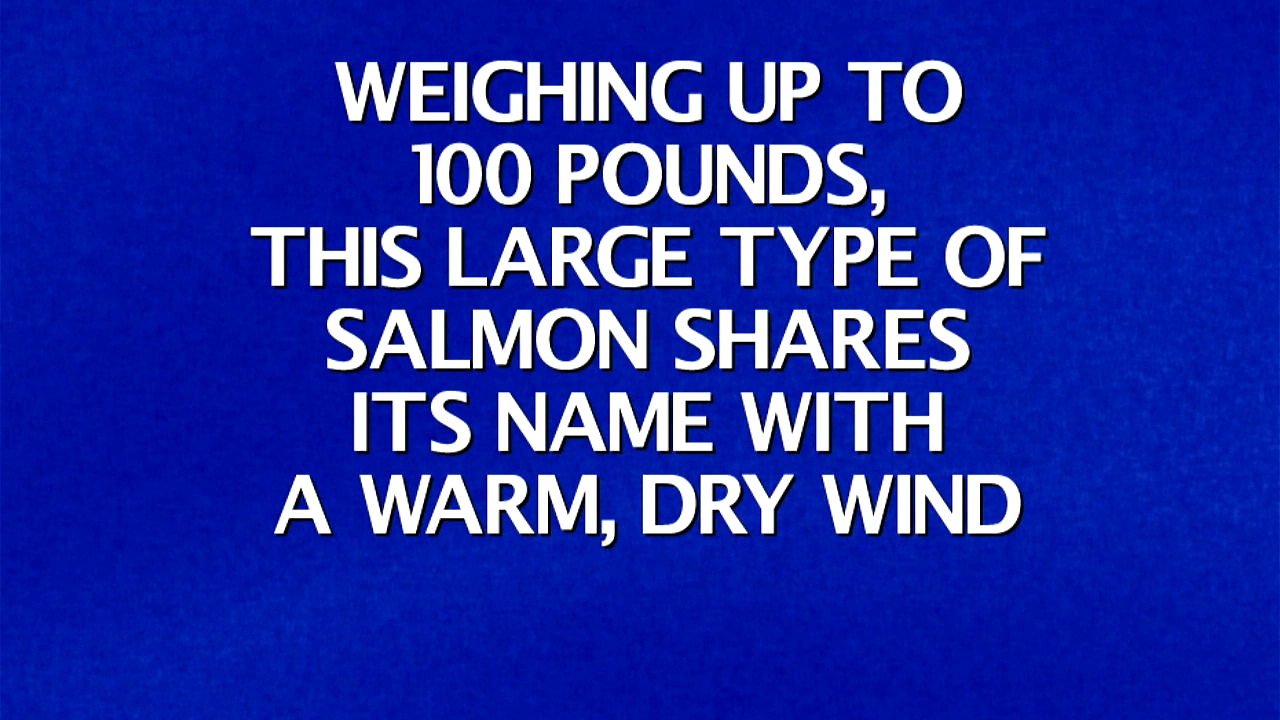 WEIGHING UP TO
100 POUNDS,
THIS LARGE TYPE OF
SALMON SHARES
ITS NAME WITH
A WARM, DRY WIND